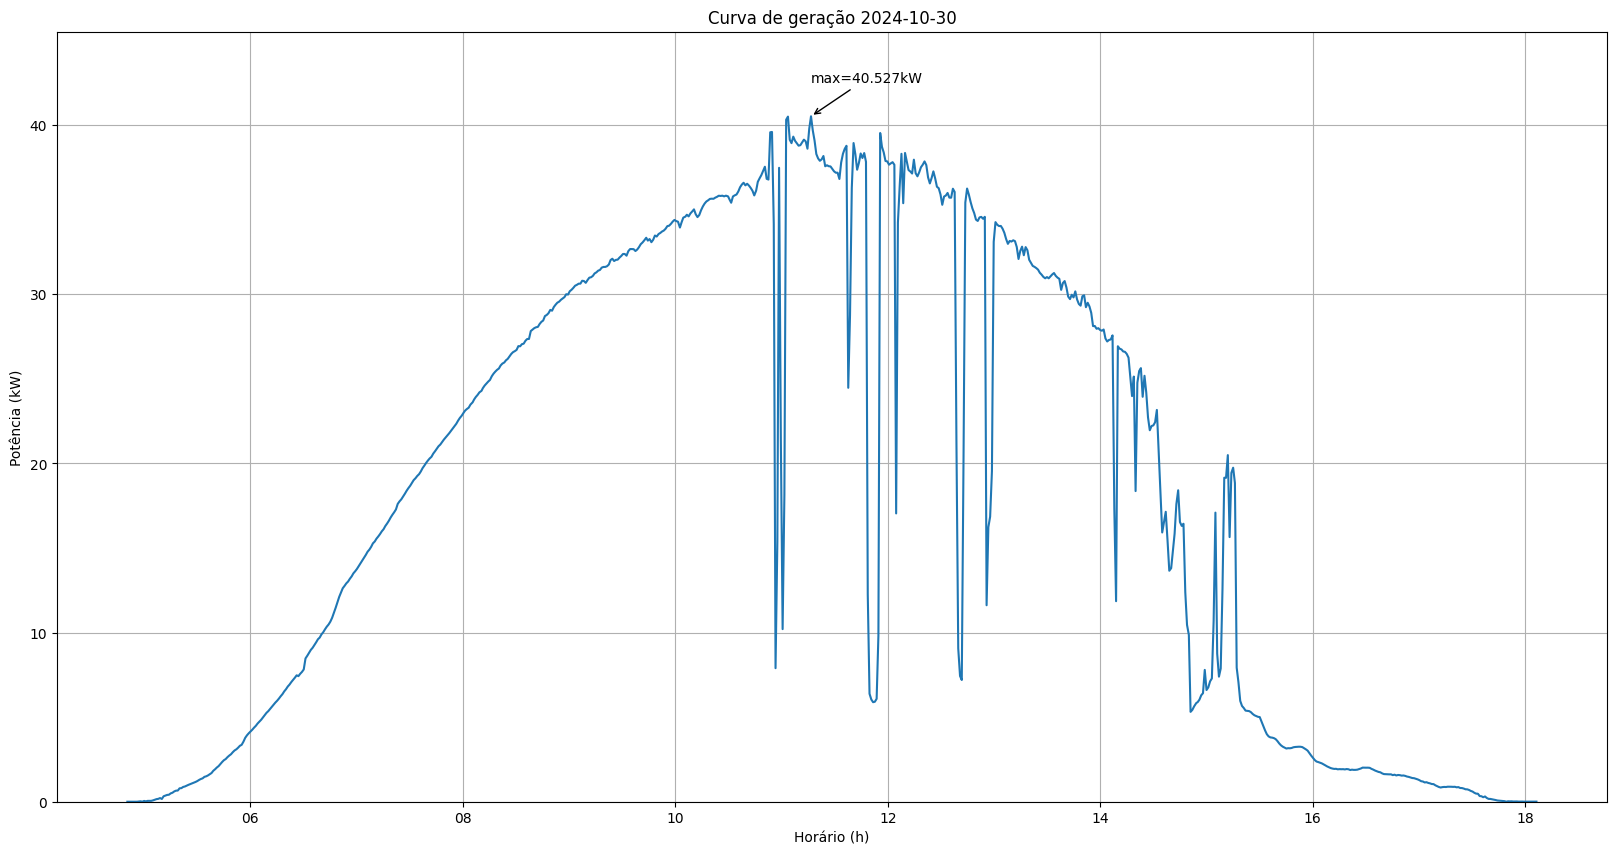 Curva de geração 2024-10-30
max=40.527kW
Potência (kW)
40
30
20
10
0
06 08 10 12 14 16 18
Horário (h)